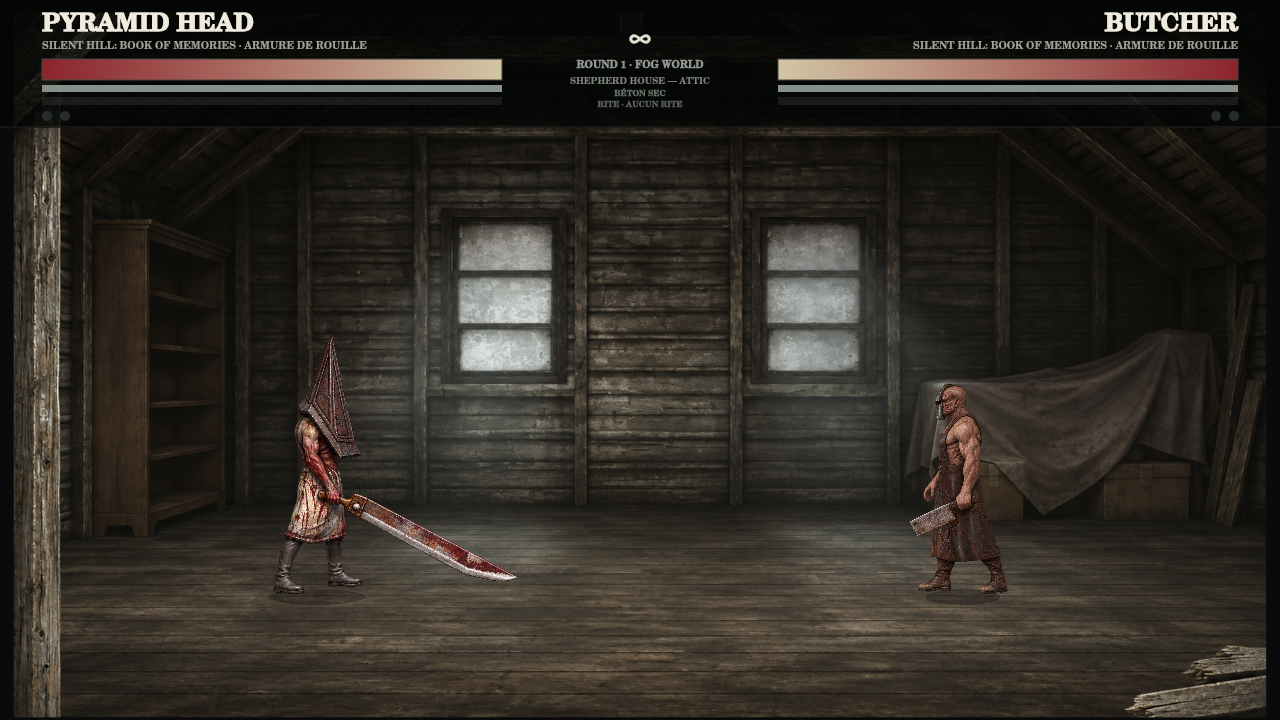 PYRAMID HEAD
SILENT HILL: BOOK OF MEMORIES · ARMURE DE ROUILLE
∞
ROUND 1 · FOG WORLD
SHEPHERD HOUSE — ATTIC
BÉTON SEC
RITE · AUCUN RITE
BUTCHER
SILENT HILL: BOOK OF MEMORIES · ARMURE DE ROUILLE